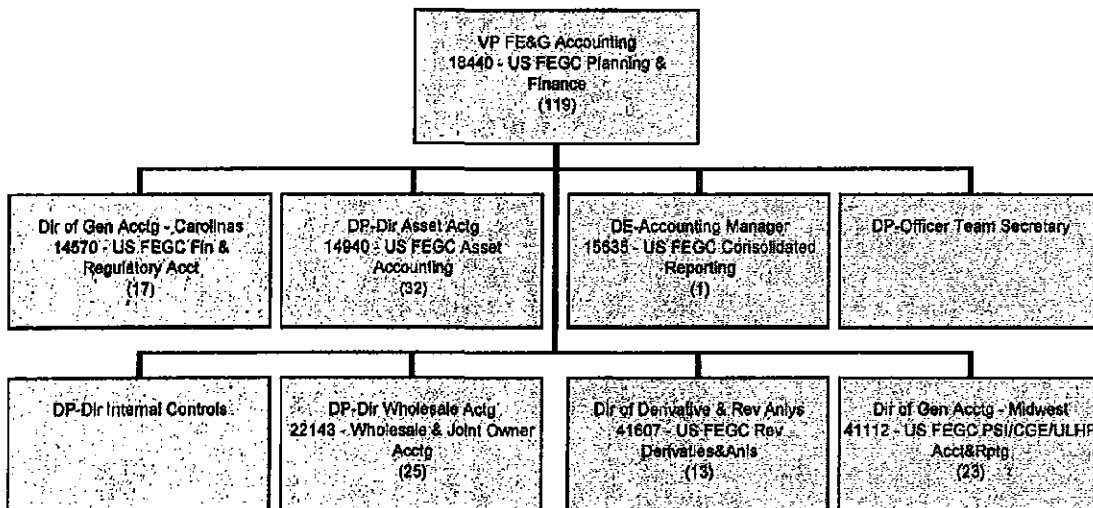 VP FE&G Accounting
18440 - US FEGC Planning &
Finance
(119)
Dir of Gen Acctg - Carolinas
14570 - US FEGC Fin &
Regulatory Acct
(17)
DP-Dir Asset Actg
14940 - US FEGC Asset
Accounting
(32)
DE-Accounting Manager
15535 - US FEGC Consolidated
Reporting
(1)
DP-Officer Team Secretary
DP-Dir Internal Controls
DP-Dir Wholesale Actg
22143 - Wholesale & Joint Owner
Acctg
(25)
Dir of Derivative & Rev Anlys
41607 - US FEGC Rev
Derivaties&Anls
(13)
Dir of Gen Acctg - Midwest
41112 - US FEGC PSI/CGE/ULHP
Acct&Rptg
(23)